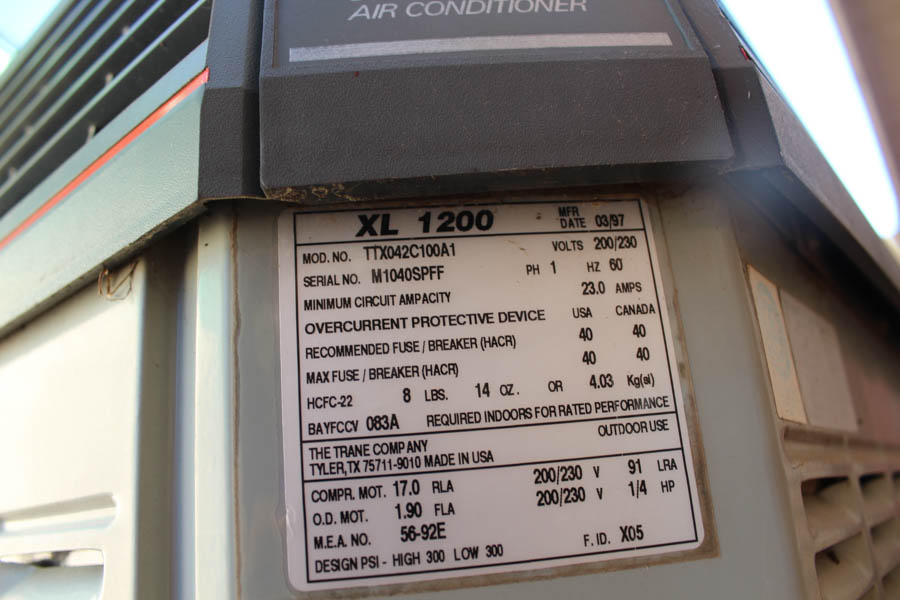 AIR CONDITIONER
XL 1200 MFR DATE 03/97
MOD. NO. TTX042C100A1 VOLTS 200/230
SERIAL NO. M1040SPFF PH 1 HZ 60
MINIMUM CIRCUIT AMPACITY 23.0 AMPS
OVERCURRENT PROTECTIVE DEVICE USA CANADA
RECOMMENDED FUSE / BREAKER (HACR) 40 40
MAX FUSE / BREAKER (HACR) 40 40
HCFC-22 8 LBS. 14 OZ. OR 4.03 Kg(si)
BAYFCCV 083A REQUIRED INDOORS FOR RATED PERFORMANCE
THE TRANE COMPANY OUTDOOR USE
TYLER,TX 75711-9010 MADE IN USA
COMPR. MOT. 17.0 RLA 200/230 V 91 LRA
O.D. MOT. 1.90 FLA 200/230 V 1/4 HP
M.E.A. NO. 56-92E
DESIGN PSI - HIGH 300 LOW 300 F. ID. X05